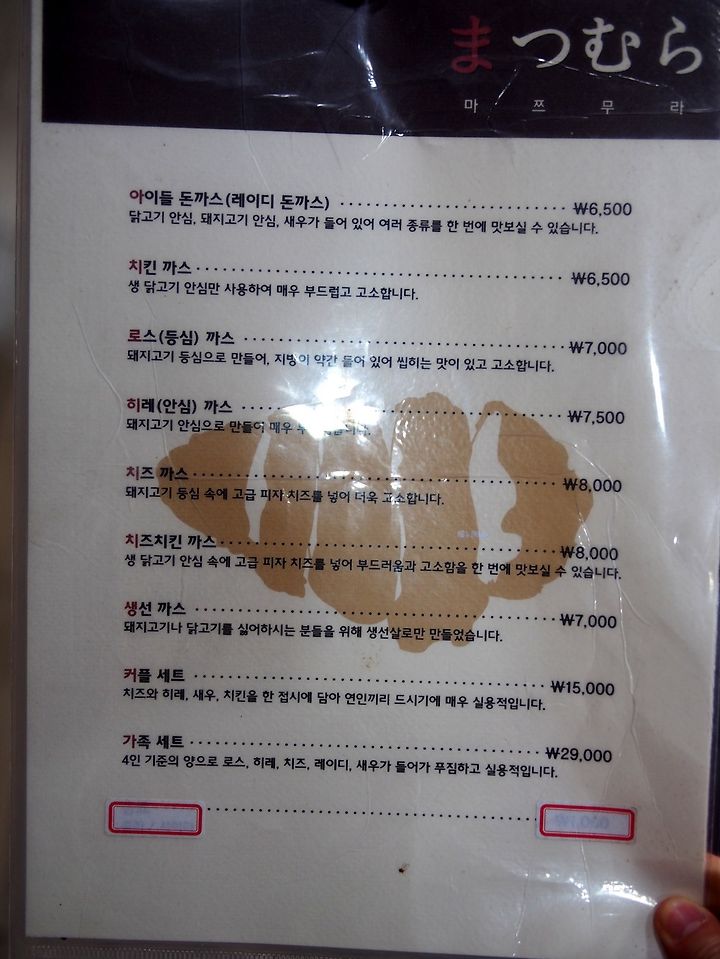 まつむら
마 쯔 무 라
아이들 돈까스(레이디 돈까스) ₩6,500
닭고기 안심, 돼지고기 안심, 새우가 들어 있어 여러 종류를 한 번에 맛보실 수 있습니다.
치킨 까스 ₩6,500
생 닭고기 안심만 사용하여 매우 부드럽고 고소합니다.
로스(등심) 까스 ₩7,000
돼지고기 등심으로 만들어, 지방이 약간 들어 있어 씹히는 맛이 있고 고소합니다.
히레(안심) 까스 ₩7,500
돼지고기 안심으로 만들어 매우
치즈 까스 ₩8,000
돼지고기 등심 속에 고급 피자 치즈를 넣어 더욱 고소합니다.
치즈치킨 까스 ₩8,000
생 닭고기 안심 속에 고급 피자 치즈를 넣어 부드러움과 고소함을 한 번에 맛보실 수 있습니다.
생선 까스 ₩7,000
돼지고기나 닭고기를 싫어하시는 분들을 위해 생선살로만 만들었습니다.
커플 세트 ₩15,000
치즈와 히레, 새우, 치킨을 한 접시에 담아 연인끼리 드시기에 매우 실용적입니다.
가족 세트 ₩29,000
4인 기준의 양으로 로스, 히레, 치즈, 레이디, 새우가 들어가 푸짐하고 실용적입니다.